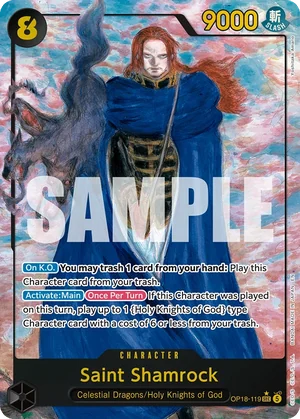 8
9000
斬
SLASH
SAMPLE
On K.O. You may trash 1 card from your hand: Play this
Character card from your trash.
Activate:Main Once Per Turn If this Character was played
on this turn, play up to 1 {Holy Knights of God} type
Character card with a cost of 6 or less from your trash.
CHARACTER
Saint Shamrock
Celestial Dragons/Holy Knights of God
OP18-119 SEC 5